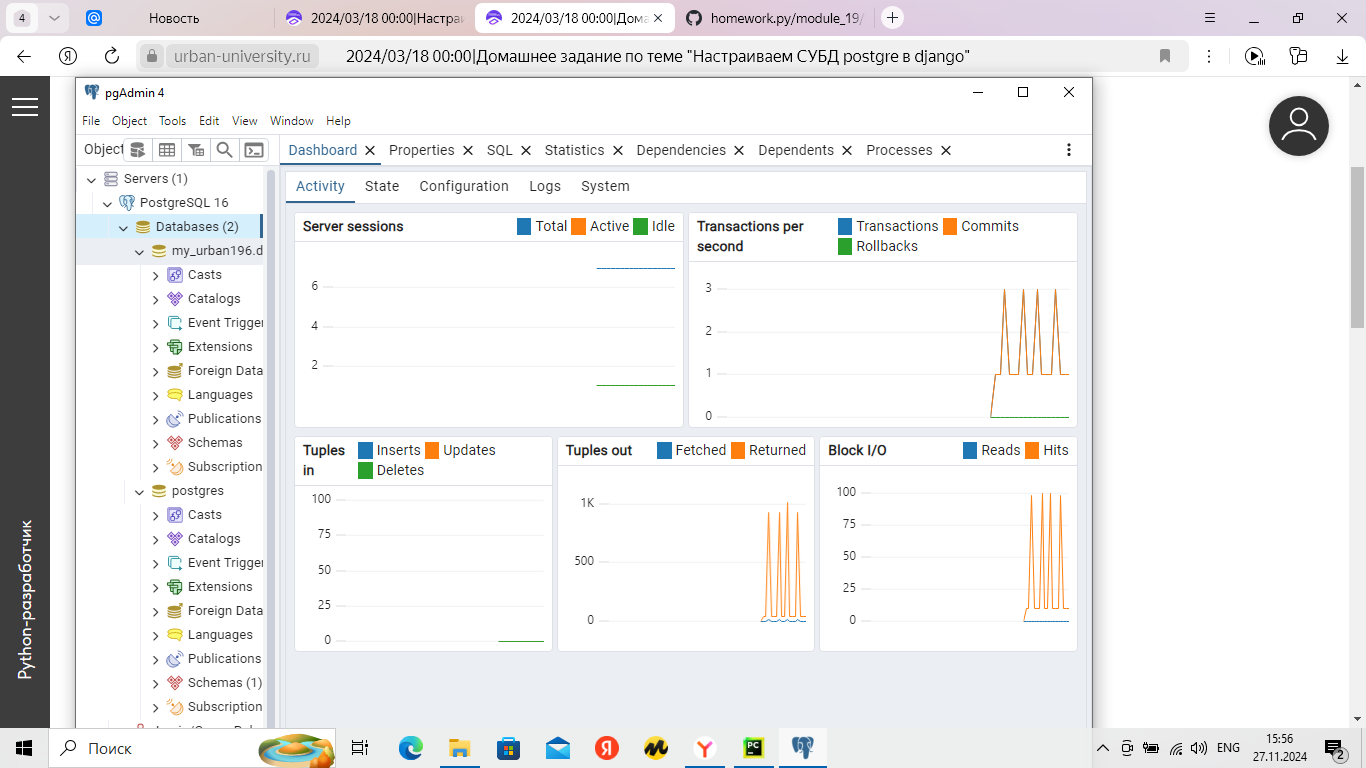 4
Новость
2024/03/18 00:00|Настраи
2024/03/18 00:00|Дома
homework.py/module_19/
urban-university.ru
2024/03/18 00:00|Домашнее задание по теме "Настраиваем СУБД postgre в django"
Python-разработчик
pgAdmin 4
File Object Tools Edit View Window Help
Object
Servers (1)
PostgreSQL 16
Databases (2)
my_urban196.d
Casts
Catalogs
Event Trigger
Extensions
Foreign Data
Languages
Publications
Schemas
Subscription
postgres
Casts
Catalogs
Event Trigger
Extensions
Foreign Data
Languages
Publications
Schemas (1)
Subscription
Dashboard Properties SQL Statistics Dependencies Dependents Processes
Activity State Configuration Logs System
Server sessions
Total Active Idle
6
4
2
Transactions per second
Transactions Commits
Rollbacks
3
2
1
0
Tuples in
Inserts Updates
Deletes
100
75
50
25
0
Tuples out
Fetched Returned
1K
500
0
Block I/O
Reads Hits
100
75
50
25
0
Поиск
ENG
15:56
27.11.2024
2